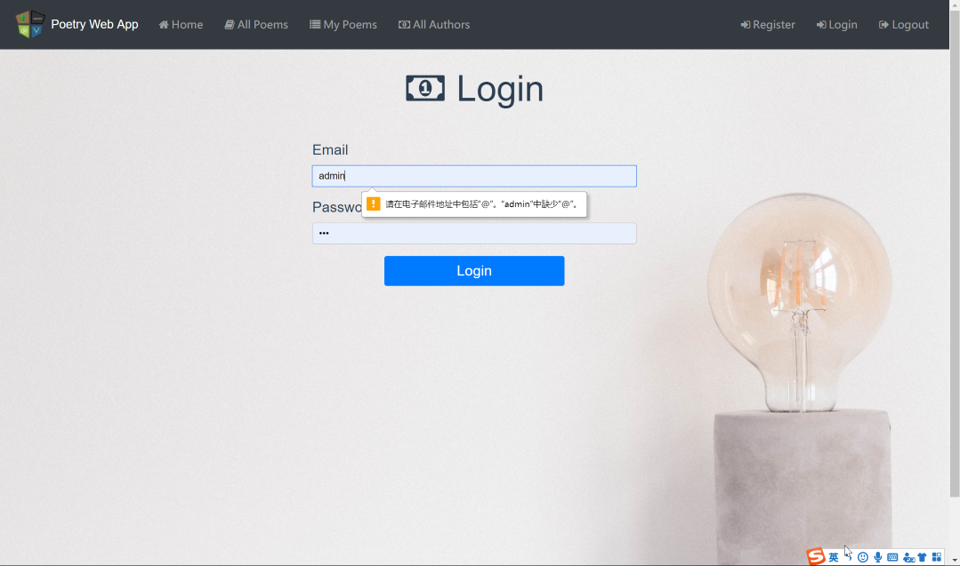 Poetry Web App Home All Poems My Poems All Authors Register Login Logout
Login
Email
admin
请在电子邮件地址中包括"@"。"admin"中缺少"@"。
Passwo
•••
Login
英